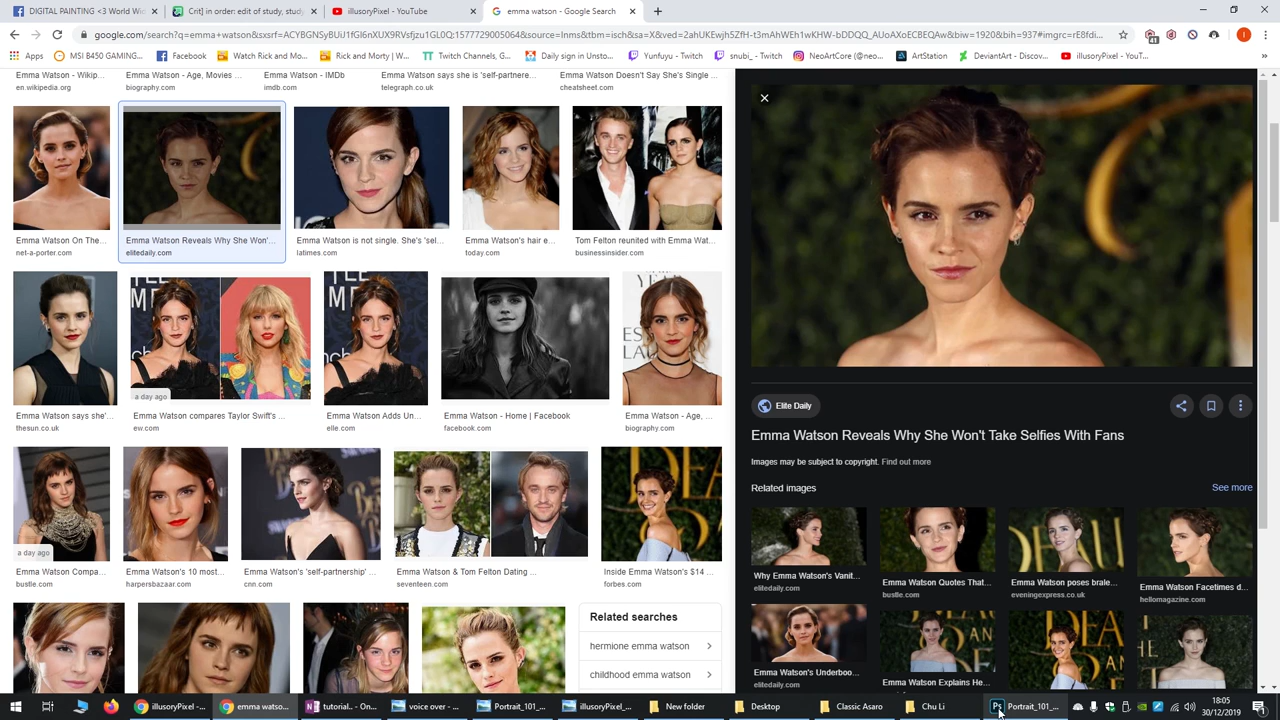 DIGITAL PAINTING <3 World Wi
Crit] in order: edit of study, study
illusoryPixel - YouTube
emma watson - Google Search
google.com/search?q=emma+watson&sxsrf=ACYBGNSyBUiJ1fGIKt0UX9RVsfjzu1GL0Q:1577729005064&source=lnms&tbm=isch&sa=X&ved=2ahUKEwjh5ZfH-t3mAhWEh1wKHW-bDDQQ_AUoAXoECBEQAw&biw=1920&bih=937#imgrc=rE8fdi...
Apps
MSI B450 GAMING...
Facebook
Watch Rick and Mo...
Rick and Morty | W...
Twitch Channels, G...
Daily sign in_Unsto...
Yunfuyu - Twitch
snubi_ - Twitch
NeoArtCore (@neo...
ArtStation
DeviantArt - Discov...
illusoryPixel - YouT...
Emma Watson - Wikip...
en.wikipedia.org
Emma Watson - Age, Movies ...
biography.com
Emma Watson - IMDb
imdb.com
Emma Watson says she is 'self-partnere...
telegraph.co.uk
Emma Watson Doesn't Say She's Single ...
cheatsheet.com
Emma Watson On The...
net-a-porter.com
Emma Watson Reveals Why She Won'...
elitedaily.com
Emma Watson is not single. She's 'sel...
latimes.com
Emma Watson's hair e...
today.com
Tom Felton reunited with Emma Wat...
businessinsider.com
Emma Watson says she'...
thesun.co.uk
a day ago
Emma Watson compares Taylor Swift's ...
ew.com
Emma Watson Adds Un...
elle.com
Emma Watson - Home | Facebook
facebook.com
Emma Watson - Age, ...
biography.com
a day ago
Emma Watson Compa...
bustle.com
Emma Watson's 10 most...
harpersbazaar.com
Emma Watson's 'self-partnership' ...
cnn.com
Emma Watson & Tom Felton Dating ...
seventeen.com
Inside Emma Watson's $14 ...
forbes.com
Related searches
hermione emma watson
childhood emma watson
Elite Daily
Emma Watson Reveals Why She Won't Take Selfies With Fans
Images may be subject to copyright. Find out more
Related images
See more
Why Emma Watson's Vanit...
elitedaily.com
Emma Watson Quotes That...
bustle.com
Emma Watson poses brale...
eveningexpress.co.uk
Emma Watson Facetimes d...
hellomagazine.com
Emma Watson's Underboo...
elitedaily.com
Emma Watson Explains He...
illusoryPixel -...
emma watso...
tutorial... - On...
voice over - ...
Portrait_101_...
illusoryPixel_...
New folder
Desktop
Classic Asaro
Chu Li
Portrait_101_...
18:05
30/12/2019